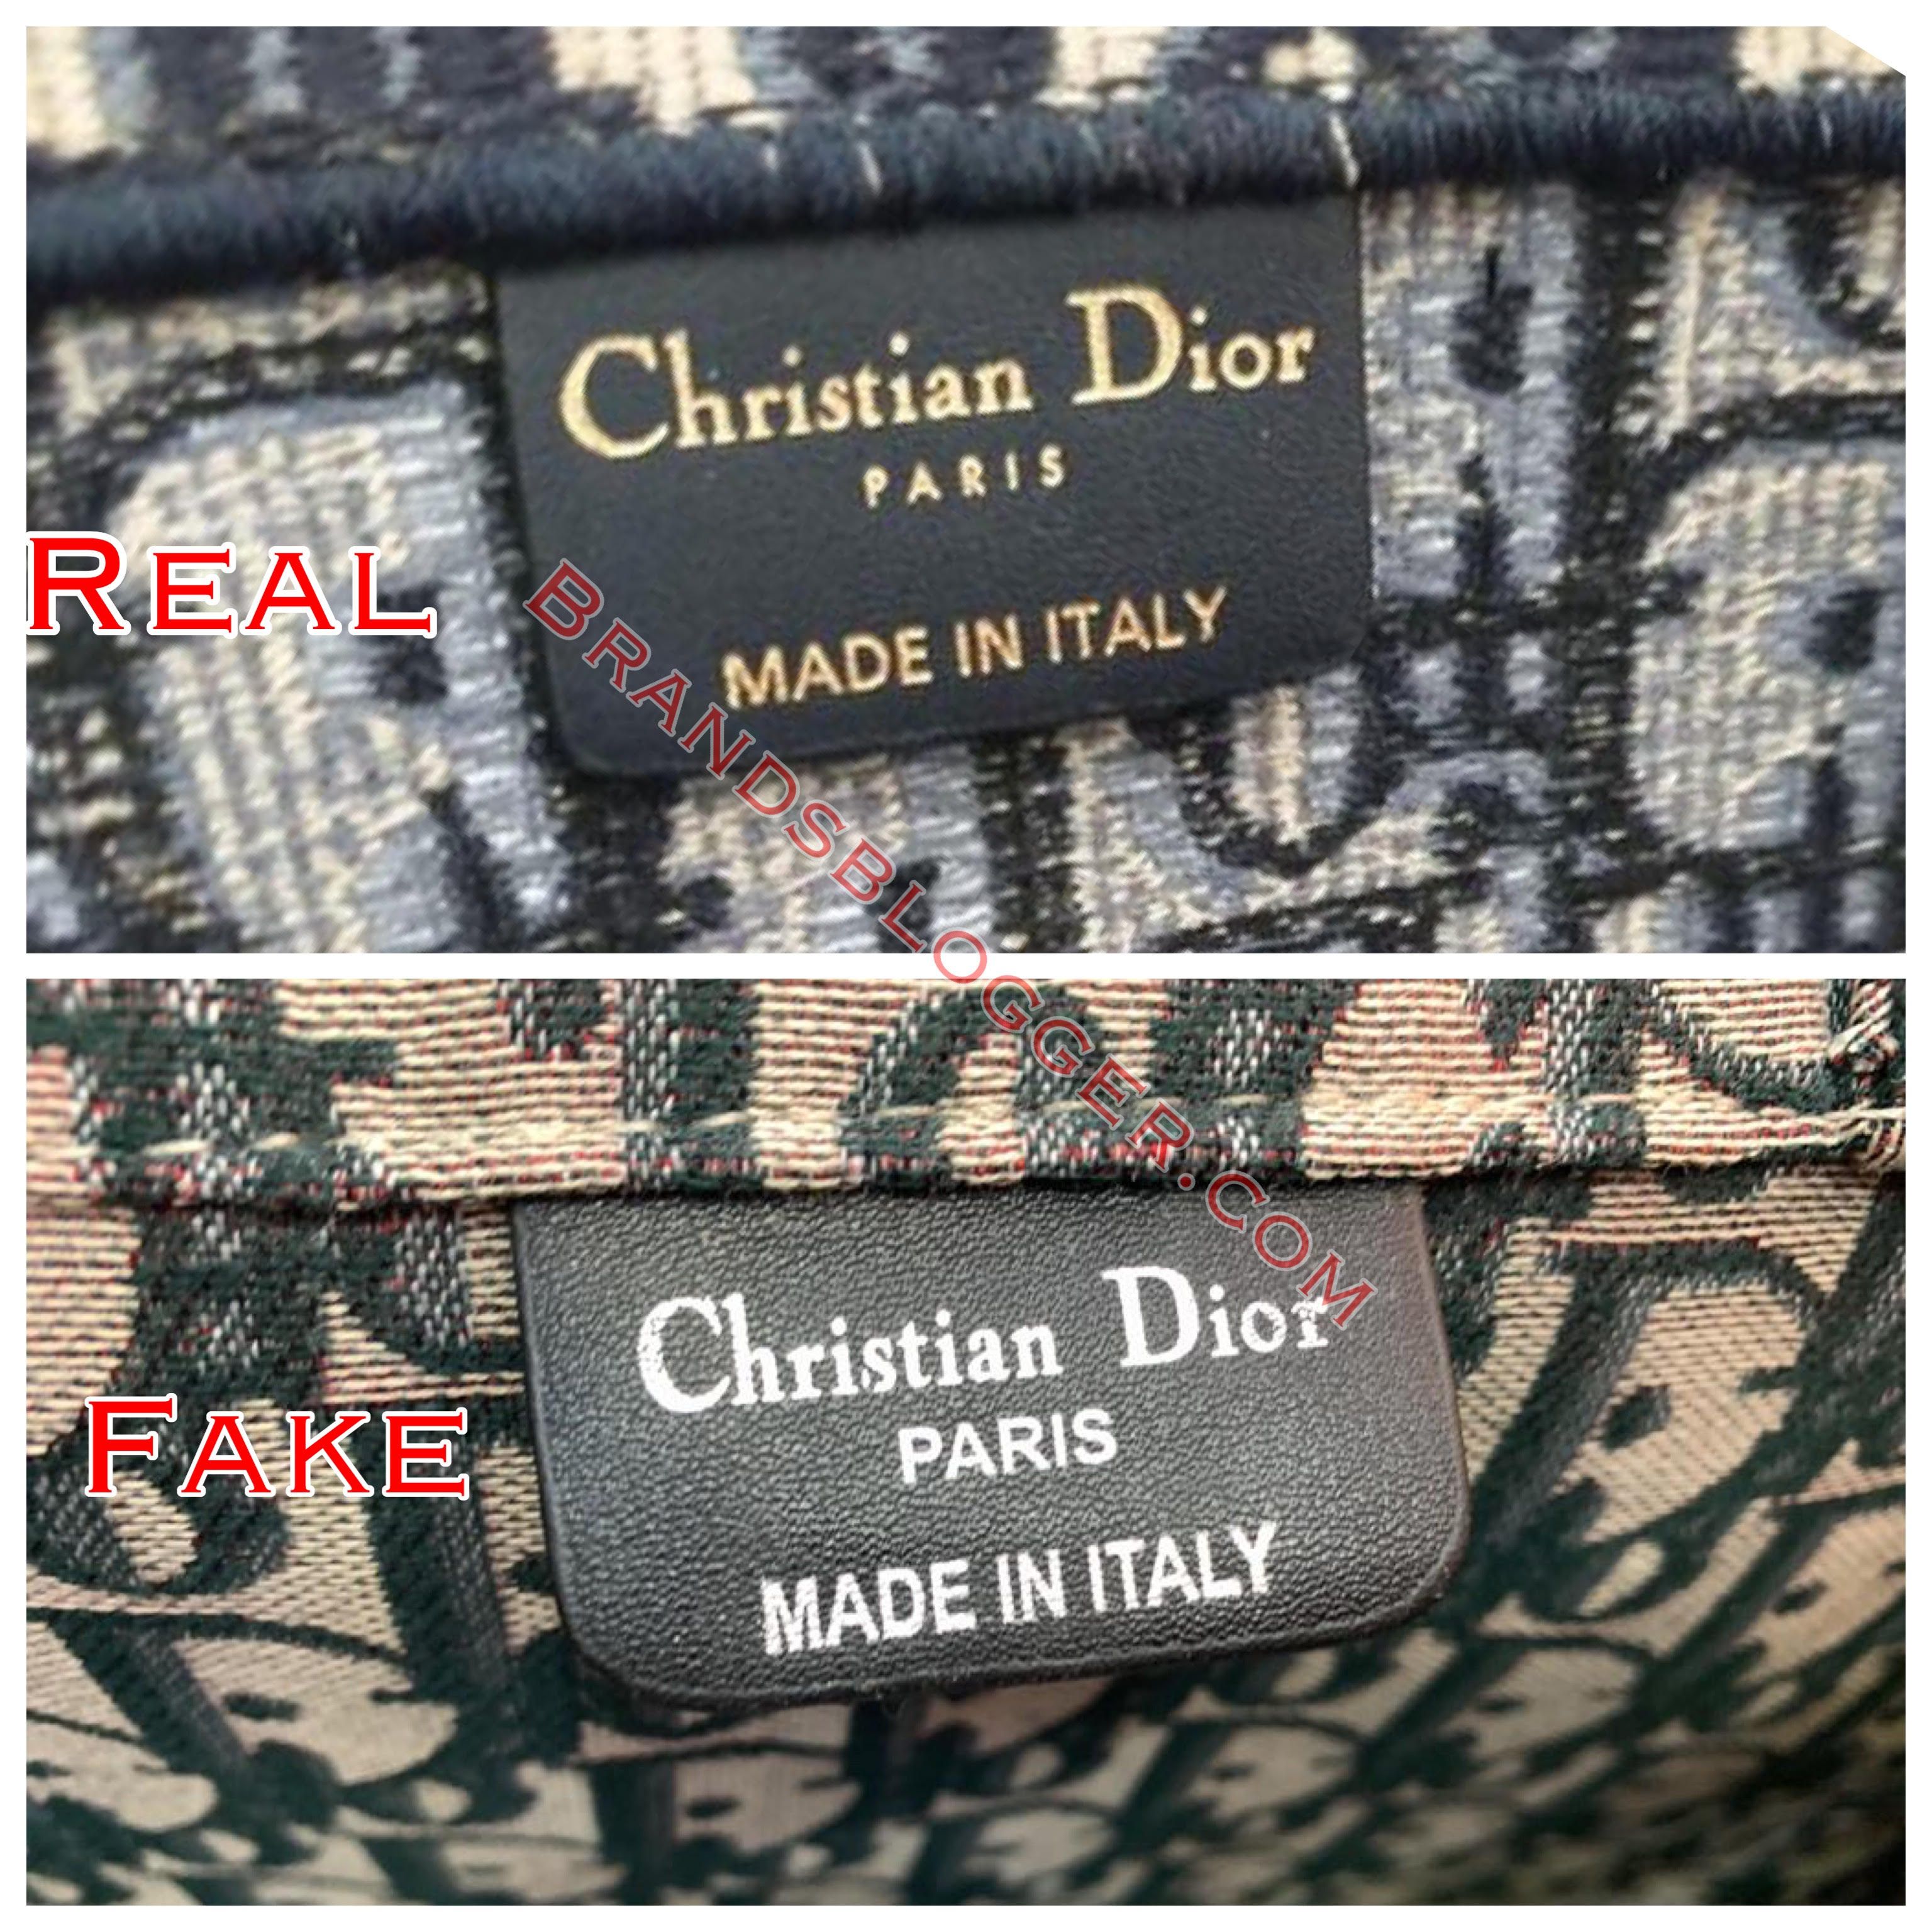 Christian Dior
PARIS
MADE IN ITALY
REAL
BRANDSBLOGGER.COM
Christian Dior
PARIS
MADE IN ITALY
FAKE